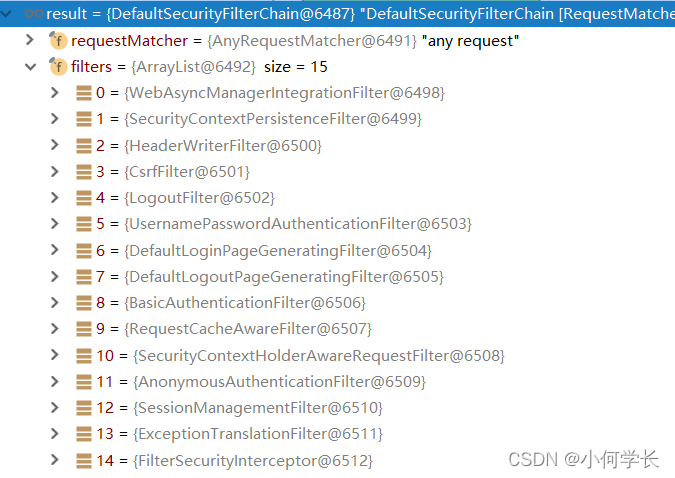 result = {DefaultSecurityFilterChain@6487} "DefaultSecurityFilterChain [RequestMatche
requestMatcher = {AnyRequestMatcher@6491} "any request"
filters = {ArrayList@6492} size = 15
0 = {WebAsyncManagerIntegrationFilter@6498}
1 = {SecurityContextPersistenceFilter@6499}
2 = {HeaderWriterFilter@6500}
3 = {CsrfFilter@6501}
4 = {LogoutFilter@6502}
5 = {UsernamePasswordAuthenticationFilter@6503}
6 = {DefaultLoginPageGeneratingFilter@6504}
7 = {DefaultLogoutPageGeneratingFilter@6505}
8 = {BasicAuthenticationFilter@6506}
9 = {RequestCacheAwareFilter@6507}
10 = {SecurityContextHolderAwareRequestFilter@6508}
11 = {AnonymousAuthenticationFilter@6509}
12 = {SessionManagementFilter@6510}
13 = {ExceptionTranslationFilter@6511}
14 = {FilterSecurityInterceptor@6512}
CSDN @小何学长